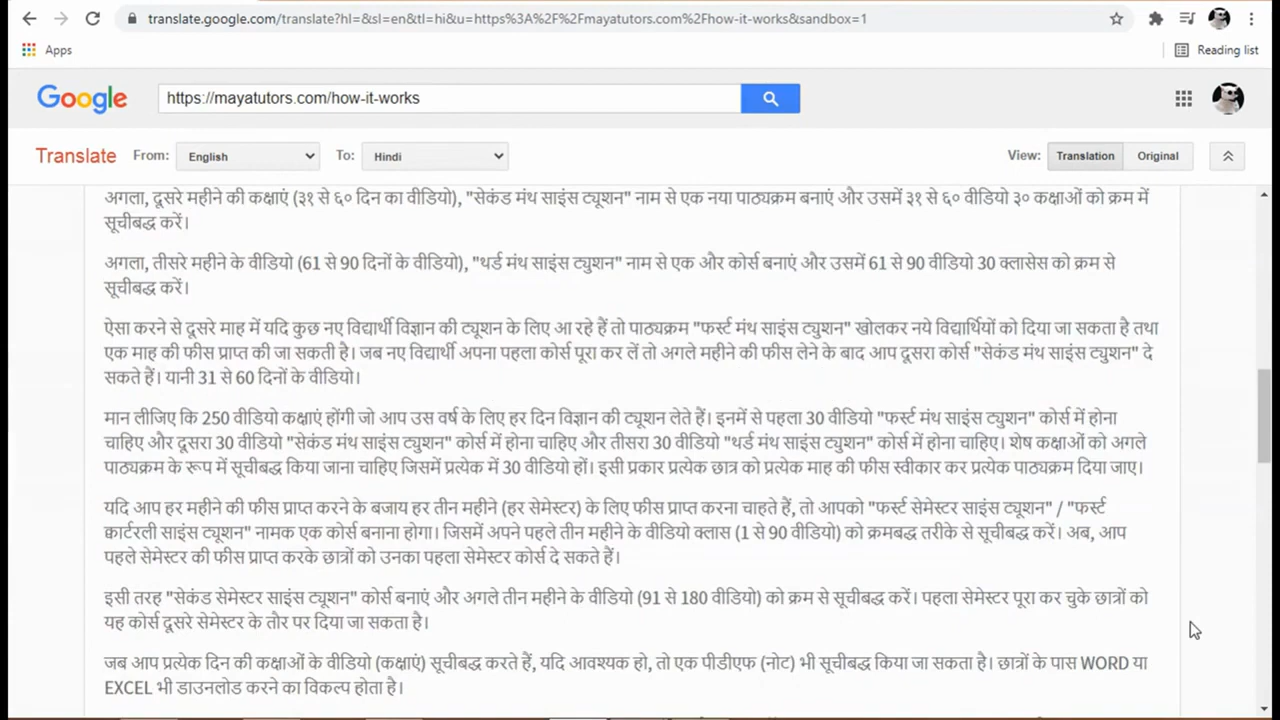 translate.google.com/translate?hl=&sl=en&tl=hi&u=https%3A%2F%2Fmayatutors.com%2Fhow-it-works&sandbox=1
Apps
Reading list
Google
https://mayatutors.com/how-it-works
Translate
From:
English
To:
Hindi
View:
Translation
Original
अगला, दूसरे महीने की कक्षाएं (३१ से ६० दिन का वीडियो), "सेकंड मंथ साइंस ट्यूशन" नाम से एक नया पाठ्यक्रम बनाएं और उसमें ३१ से ६० वीडियो ३० कक्षाओं को क्रम में
सूचीबद्ध करें।
अगला, तीसरे महीने के वीडियो (61 से 90 दिनों के वीडियो), "थर्ड मंथ साइंस ट्युशन" नाम से एक और कोर्स बनाएं और उसमें 61 से 90 वीडियो 30 क्लासेस को क्रम से
सूचीबद्ध करें।
ऐसा करने से दूसरे माह में यदि कुछ नए विद्यार्थी विज्ञान की ट्यूशन के लिए आ रहे हैं तो पाठ्यक्रम "फर्स्ट मंथ साइंस ट्युशन" खोलकर नये विद्यार्थियों को दिया जा सकता है तथा
एक माह की फीस प्राप्त की जा सकती है। जब नए विद्यार्थी अपना पहला कोर्स पूरा कर लें तो अगले महीने की फीस लेने के बाद आप दूसरा कोर्स "सेकंड मंथ साइंस ट्युशन" दे
सकते हैं। यानी 31 से 60 दिनों के वीडियो।
मान लीजिए कि 250 वीडियो कक्षाएं होंगी जो आप उस वर्ष के लिए हर दिन विज्ञान की ट्यूशन लेते हैं। इनमें से पहला 30 वीडियो "फर्स्ट मंथ साइंस ट्युशन" कोर्स में होना
चाहिए और दूसरा 30 वीडियो "सेकंड मंथ साइंस ट्युशन" कोर्स में होना चाहिए और तीसरा 30 वीडियो "थर्ड मंथ साइंस ट्युशन" कोर्स में होना चाहिए। शेष कक्षाओं को अगले
पाठ्यक्रम के रूप में सूचीबद्ध किया जाना चाहिए जिसमें प्रत्येक में 30 वीडियो हों। इसी प्रकार प्रत्येक छात्र को प्रत्येक माह की फीस स्वीकार कर प्रत्येक पाठ्यक्रम दिया जाए।
यदि आप हर महीने की फीस प्राप्त करने के बजाय हर तीन महीने (हर सेमेस्टर) के लिए फीस प्राप्त करना चाहते हैं, तो आपको "फर्स्ट सेमेस्टर साइंस ट्यूशन" / "फर्स्ट
क्वार्टरली साइंस ट्यूशन" नामक एक कोर्स बनाना होगा। जिसमें अपने पहले तीन महीने के वीडियो क्लास (1 से 90 वीडियो) को क्रमबद्ध तरीके से सूचीबद्ध करें। अब, आप
पहले सेमेस्टर की फीस प्राप्त करके छात्रों को उनका पहला सेमेस्टर कोर्स दे सकते हैं।
इसी तरह "सेकंड सेमेस्टर साइंस ट्यूशन" कोर्स बनाएं और अगले तीन महीने के वीडियो (91 से 180 वीडियो) को क्रम से सूचीबद्ध करें। पहला सेमेस्टर पूरा कर चुके छात्रों को
यह कोर्स दूसरे सेमेस्टर के तौर पर दिया जा सकता है।
जब आप प्रत्येक दिन की कक्षाओं के वीडियो (कक्षाएं) सूचीबद्ध करते हैं, यदि आवश्यक हो, तो एक पीडीएफ (नोट) भी सूचीबद्ध किया जा सकता है। छात्रों के पास WORD या
EXCEL भी डाउनलोड करने का विकल्प होता है।